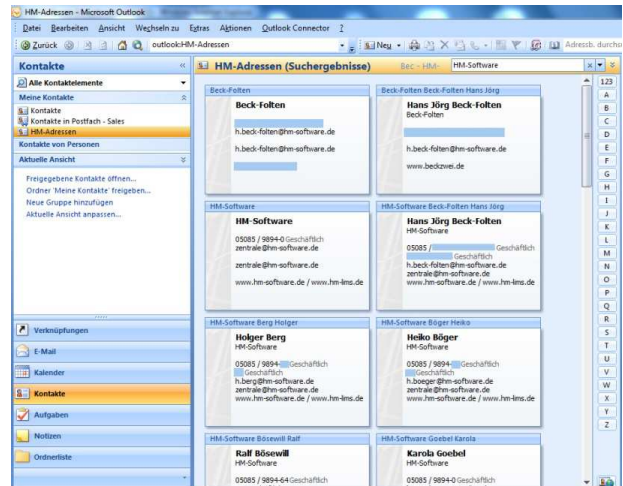 HM-Adressen - Microsoft Outlook
Datei Bearbeiten Ansicht Wechseln zu Extras Aktionen Outlook Connector ?
Zurück outlook:HM-Adressen Neu Adressb. durchs
Kontakte «
Alle Kontaktelemente
Meine Kontakte
Kontakte
Kontakte in Postfach - Sales
HM-Adressen
Kontakte von Personen
Aktuelle Ansicht
Freigegebene Kontakte öffnen...
Ordner 'Meine Kontakte' freigeben...
Neue Gruppe hinzufügen
Aktuelle Ansicht anpassen...
Verknüpfungen
E-Mail
Kalender
Kontakte
Aufgaben
Notizen
Ordnerliste
HM-Adressen (Suchergebnisse) Bec - HM- HM-Software
Beck-Folten
Beck-Folten
h.beck-folten@hm-software.de
h.beck-folten@hm-software.de
Beck-Folten Beck-Folten Hans Jörg
Hans Jörg Beck-Folten
Beck-Folten
h.beck-folten@hm-software.de
www.beckzwei.de
HM-Software
HM-Software
05085 / 9894-0 Geschäftlich
zentrale@hm-software.de
zentrale@hm-software.de
www.hm-software.de / www.hm-lims.de
HM-Software Beck-Folten Hans Jörg
Hans Jörg Beck-Folten
HM-Software
05085 / Geschäftlich
Geschäftlich
h.beck-folten@hm-software.de
zentrale@hm-software.de
www.hm-software.de / www.hm-lms.de
HM-Software Berg Holger
Holger Berg
HM-Software
05085 / 9894- Geschäftlich
Geschäftlich
h.berg@hm-software.de
zentrale@hm-software.de
www.hm-software.de / www.hm-lims.de
HM-Software Böger Heiko
Heiko Böger
HM-Software
05085 / 9894- Geschäftlich
Geschäftlich
h.boeger@hm-software.de
zentrale@hm-software.de
www.hm-software.de / www.hm-lims.de
HM-Software Bösewill Ralf
Ralf Bösewill
HM-Software
05085 / 9894-64 Geschäftlich
HM-Software Goebel Karola
Karola Goebel
HM-Software
05085 / 9894-0 Geschäftlich
123
A
B
C
D
E
F
G
H
I
J
K
L
M
N
O
P
Q
R
S
T
U
V
W
X
Y
Z